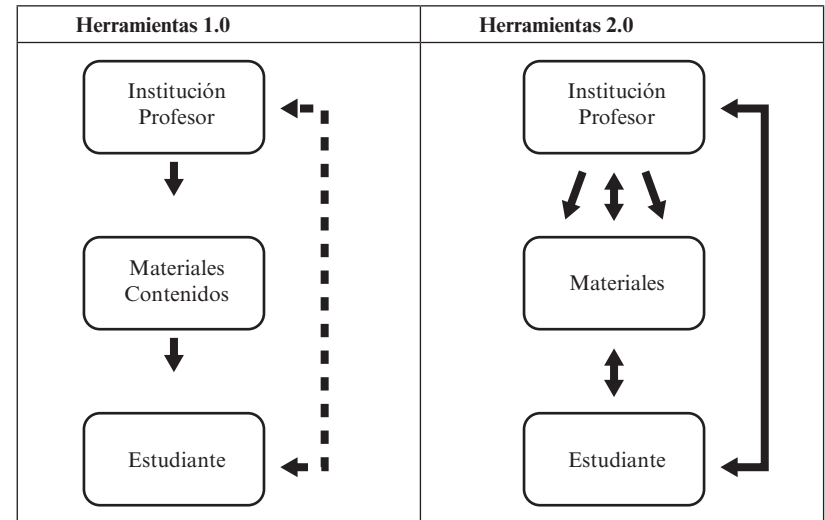 Herramientas 1.0
Institución
Profesor
Materiales
Contenidos
Estudiante
Herramientas 2.0
Institución
Profesor
Materiales
Estudiante